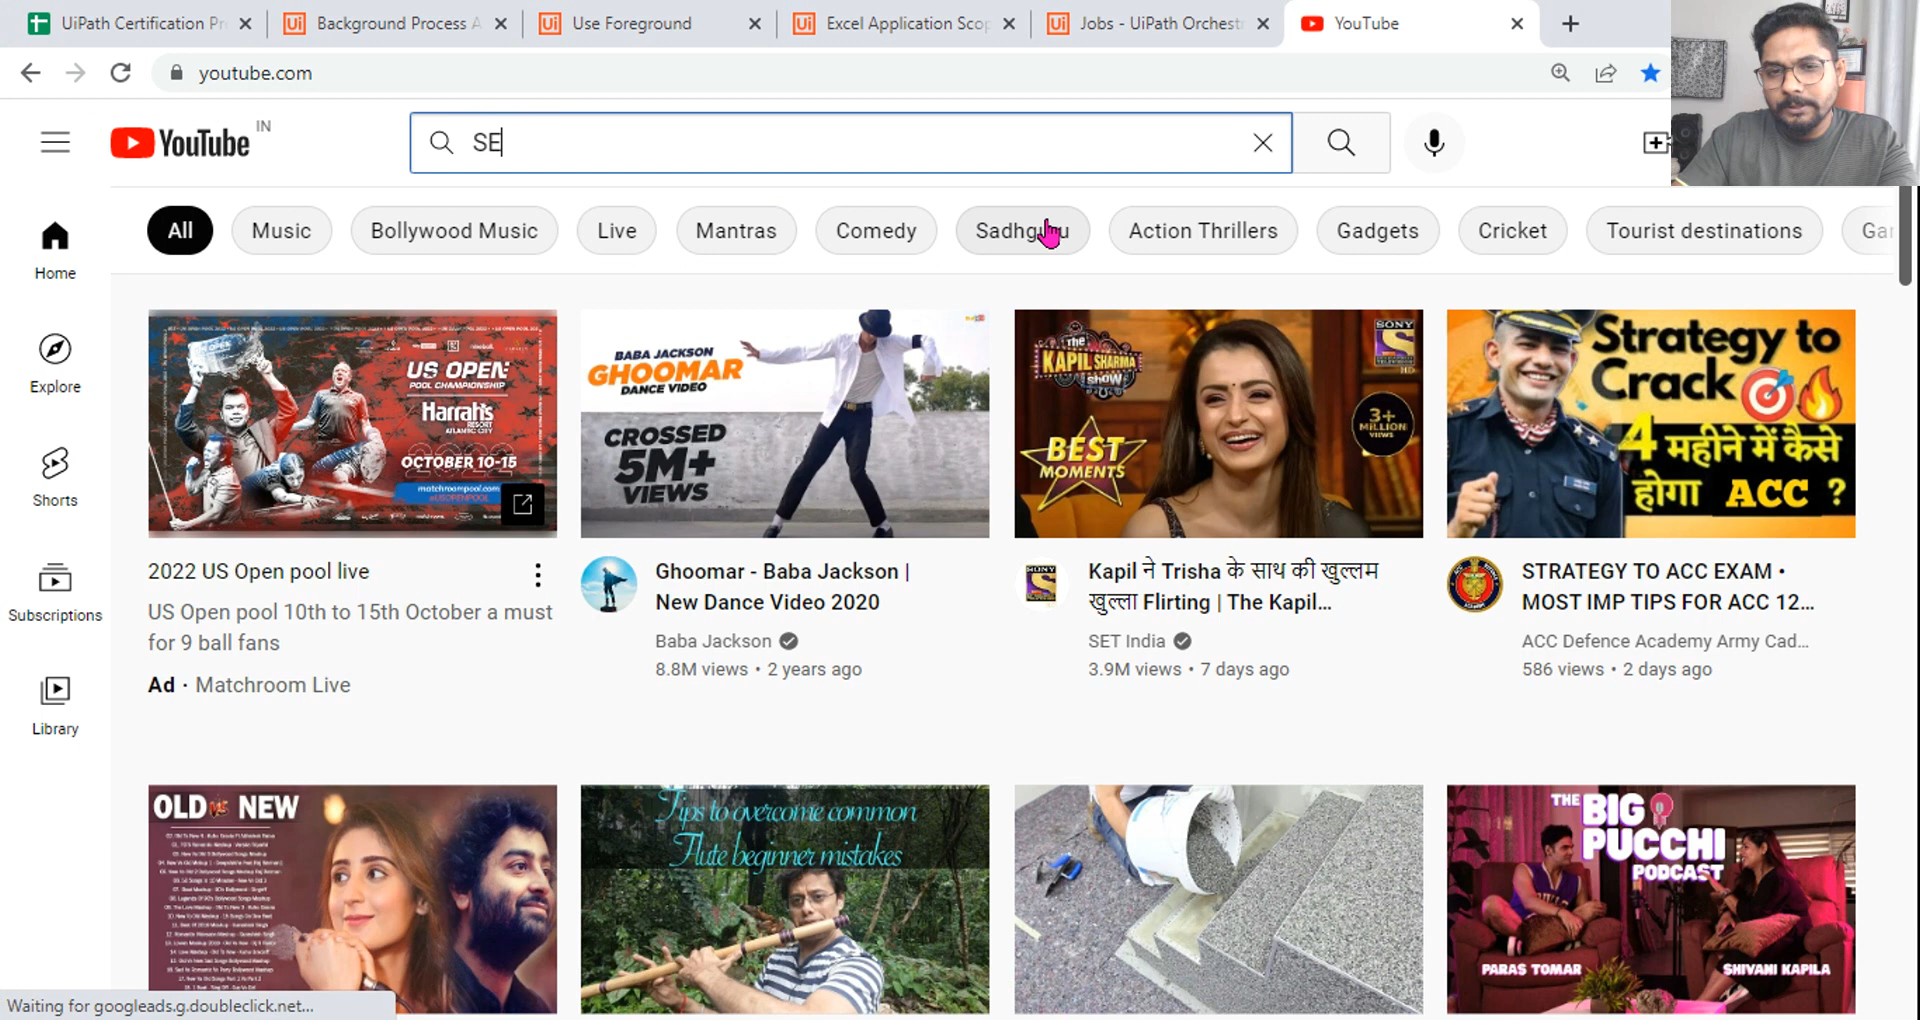 UiPath Certification Pr
Background Process A
Use Foreground
Excel Application Scop
Jobs - UiPath Orchestr
YouTube
youtube.com
YouTube IN
SE
All
Music
Bollywood Music
Live
Mantras
Comedy
Sadhguru
Action Thrillers
Gadgets
Cricket
Tourist destinations
Home
Explore
Shorts
Subscriptions
Library
US OPEN
POOL CHAMPIONSHIP
Harrah's
RESORT
ATLANTIC CITY
OCTOBER 10-15
matchroompool.com
BABA JACKSON
GHOOMAR
DANCE VIDEO
CROSSED
5M+
VIEWS
The
KAPIL SHARMA
show
SONY
HD
BEST
MOMENTS
3+
MILLION
VIEWS
Strategy to
Crack
4 महीने में कैसे
होगा ACC ?
2022 US Open pool live
US Open pool 10th to 15th October a must
for 9 ball fans
Ad · Matchroom Live
Ghoomar - Baba Jackson |
New Dance Video 2020
Baba Jackson
8.8M views • 2 years ago
Kapil ने Trisha के साथ की खुल्लम
खुल्ला Flirting | The Kapil...
SET India
3.9M views • 7 days ago
STRATEGY TO ACC EXAM •
MOST IMP TIPS FOR ACC 12...
ACC Defence Academy Army Cad...
586 views • 2 days ago
OLD vs NEW
Tips to overcome common
Flute beginner mistakes
THE
BIG
PUCCHI
PODCAST
PARAS TOMAR
SHIVANI KAPILA
Waiting for googleads.g.doubleclick.net...